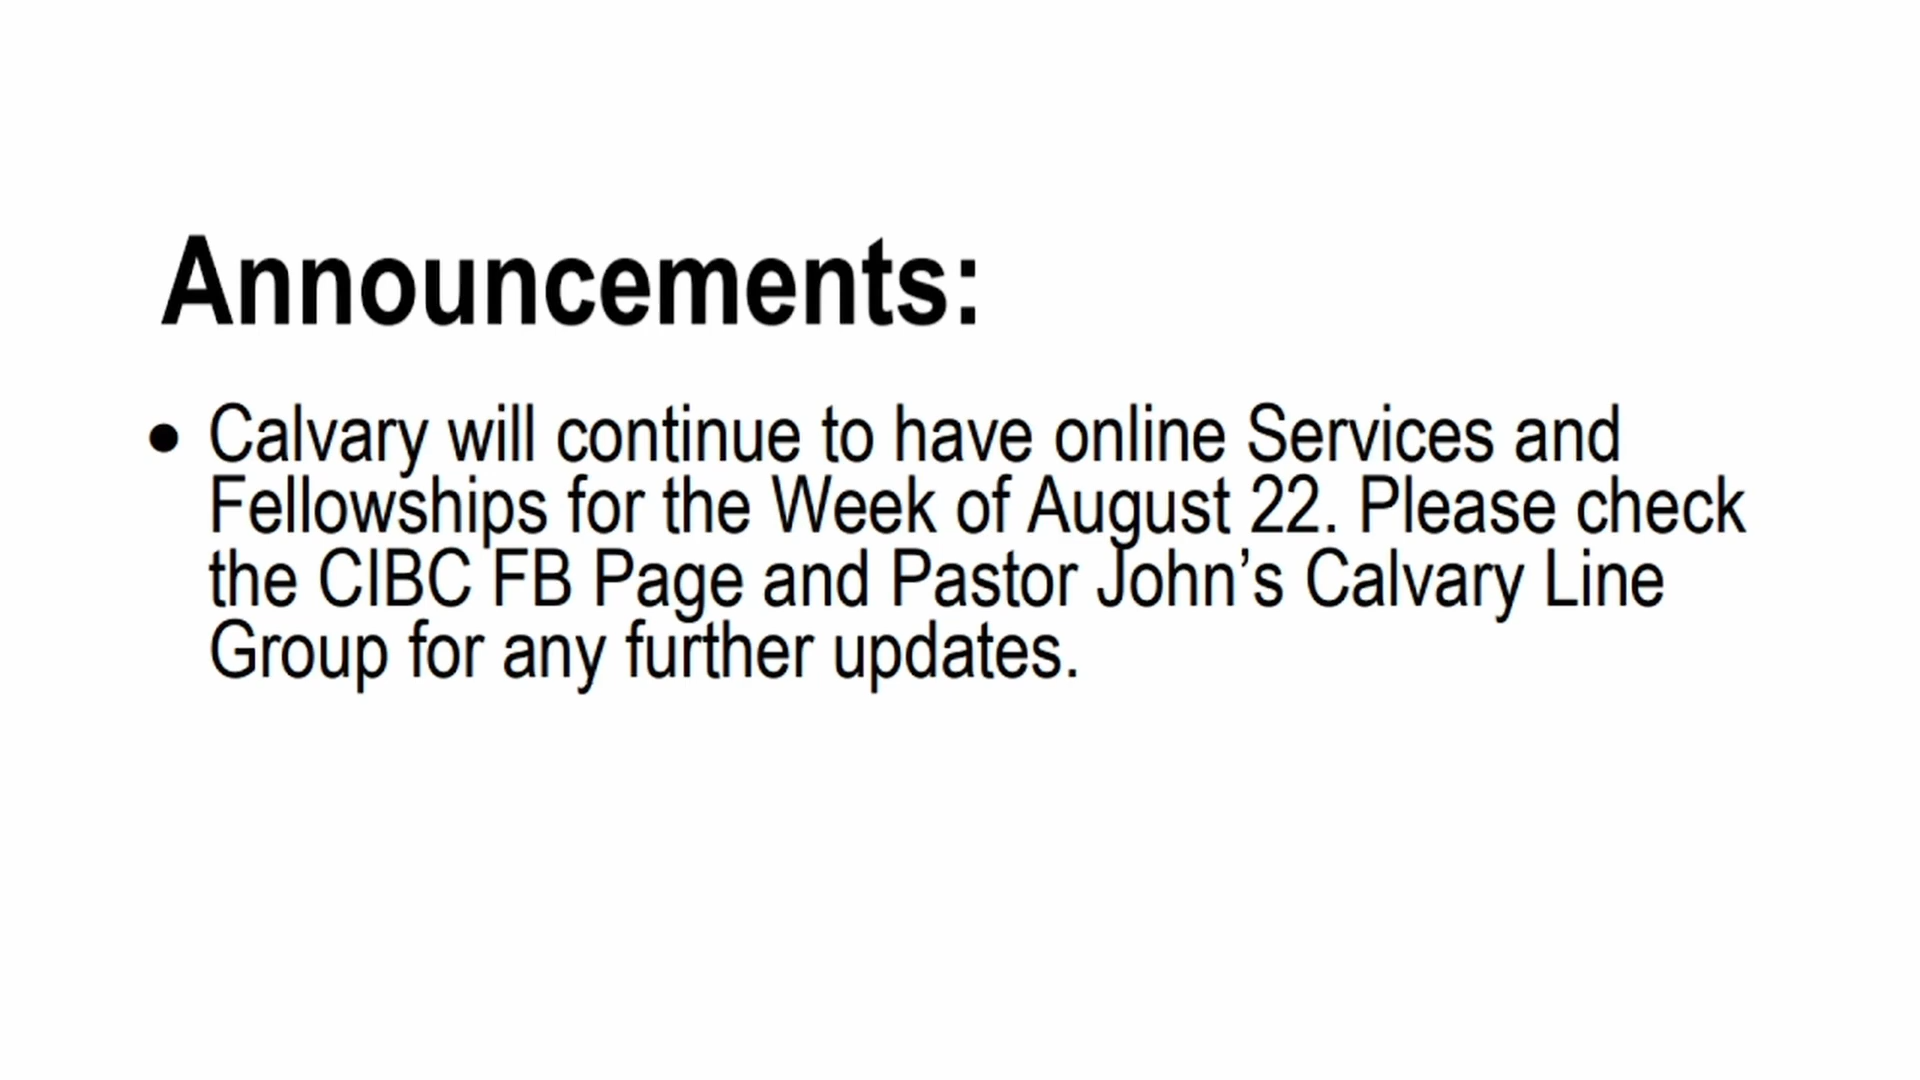 Announcements:
• Calvary will continue to have online Services and
Fellowships for the Week of August 22. Please check
the CIBC FB Page and Pastor John’s Calvary Line
Group for any further updates.